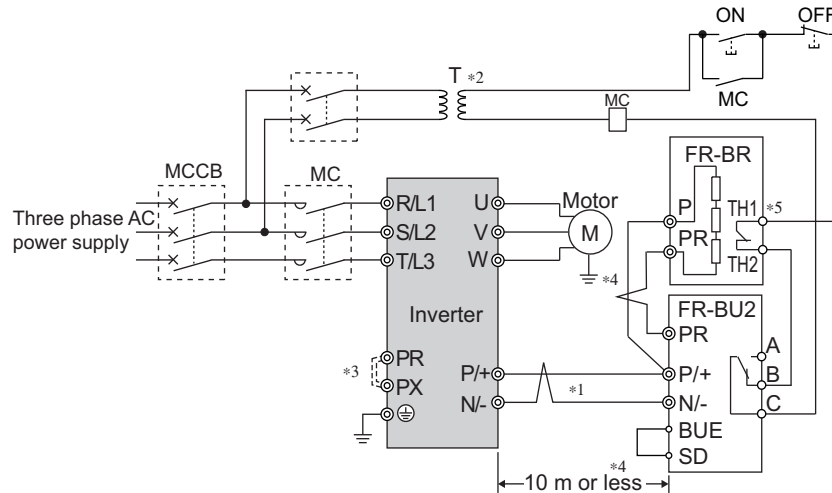 ON
OFF
T *2
MC
MC
FR-BR
MCCB
MC
Three phase AC
power supply
R/L1
S/L2
T/L3
U
V
W
Motor
M
P
PR
TH1
*5
TH2
*4
FR-BU2
Inverter
PR
PX
*3
P/+
N/-
*1
PR
P/+
N/-
BUE
SD
A
B
C
*4
10 m or less